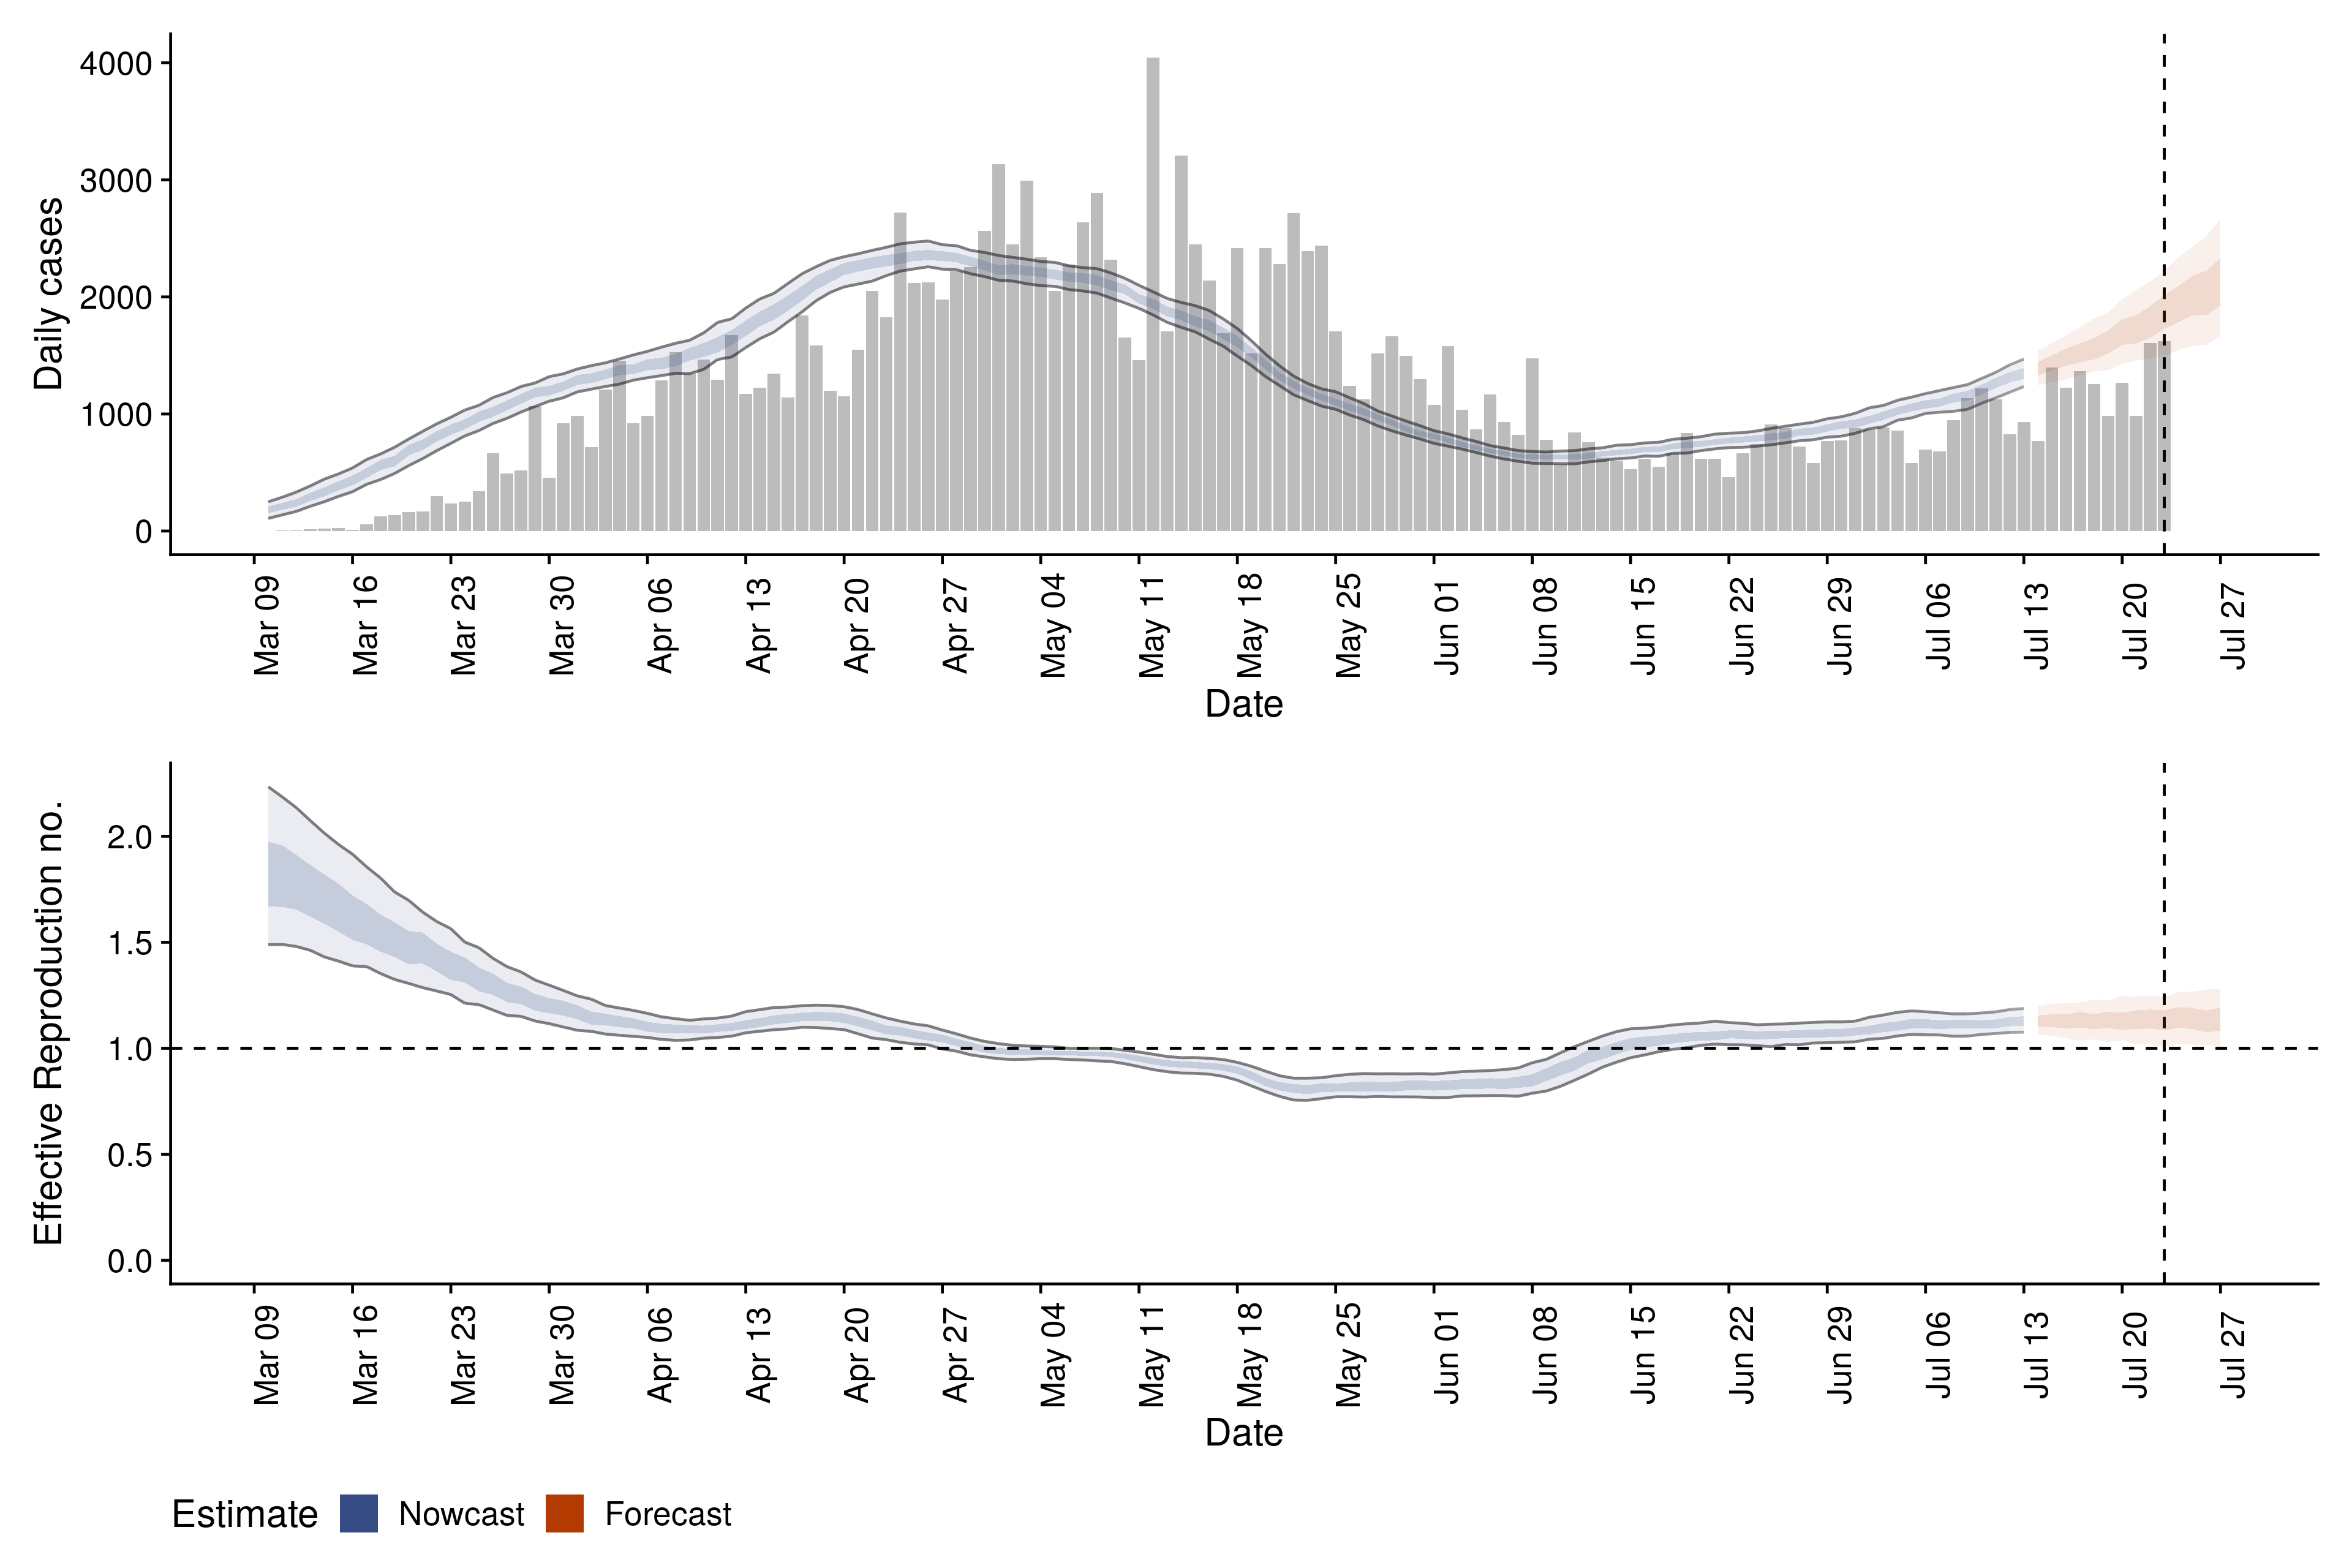 Daily cases
4000
3000
2000
1000
0
Mar 09
Mar 16
Mar 23
Mar 30
Apr 06
Apr 13
Apr 20
Apr 27
May 04
May 11
May 18
May 25
Jun 01
Jun 08
Jun 15
Jun 22
Jun 29
Jul 06
Jul 13
Jul 20
Jul 27
Date
Effective Reproduction no.
2.0
1.5
1.0
0.5
0.0
Mar 09
Mar 16
Mar 23
Mar 30
Apr 06
Apr 13
Apr 20
Apr 27
May 04
May 11
May 18
May 25
Jun 01
Jun 08
Jun 15
Jun 22
Jun 29
Jul 06
Jul 13
Jul 20
Jul 27
Date
Estimate Nowcast Forecast